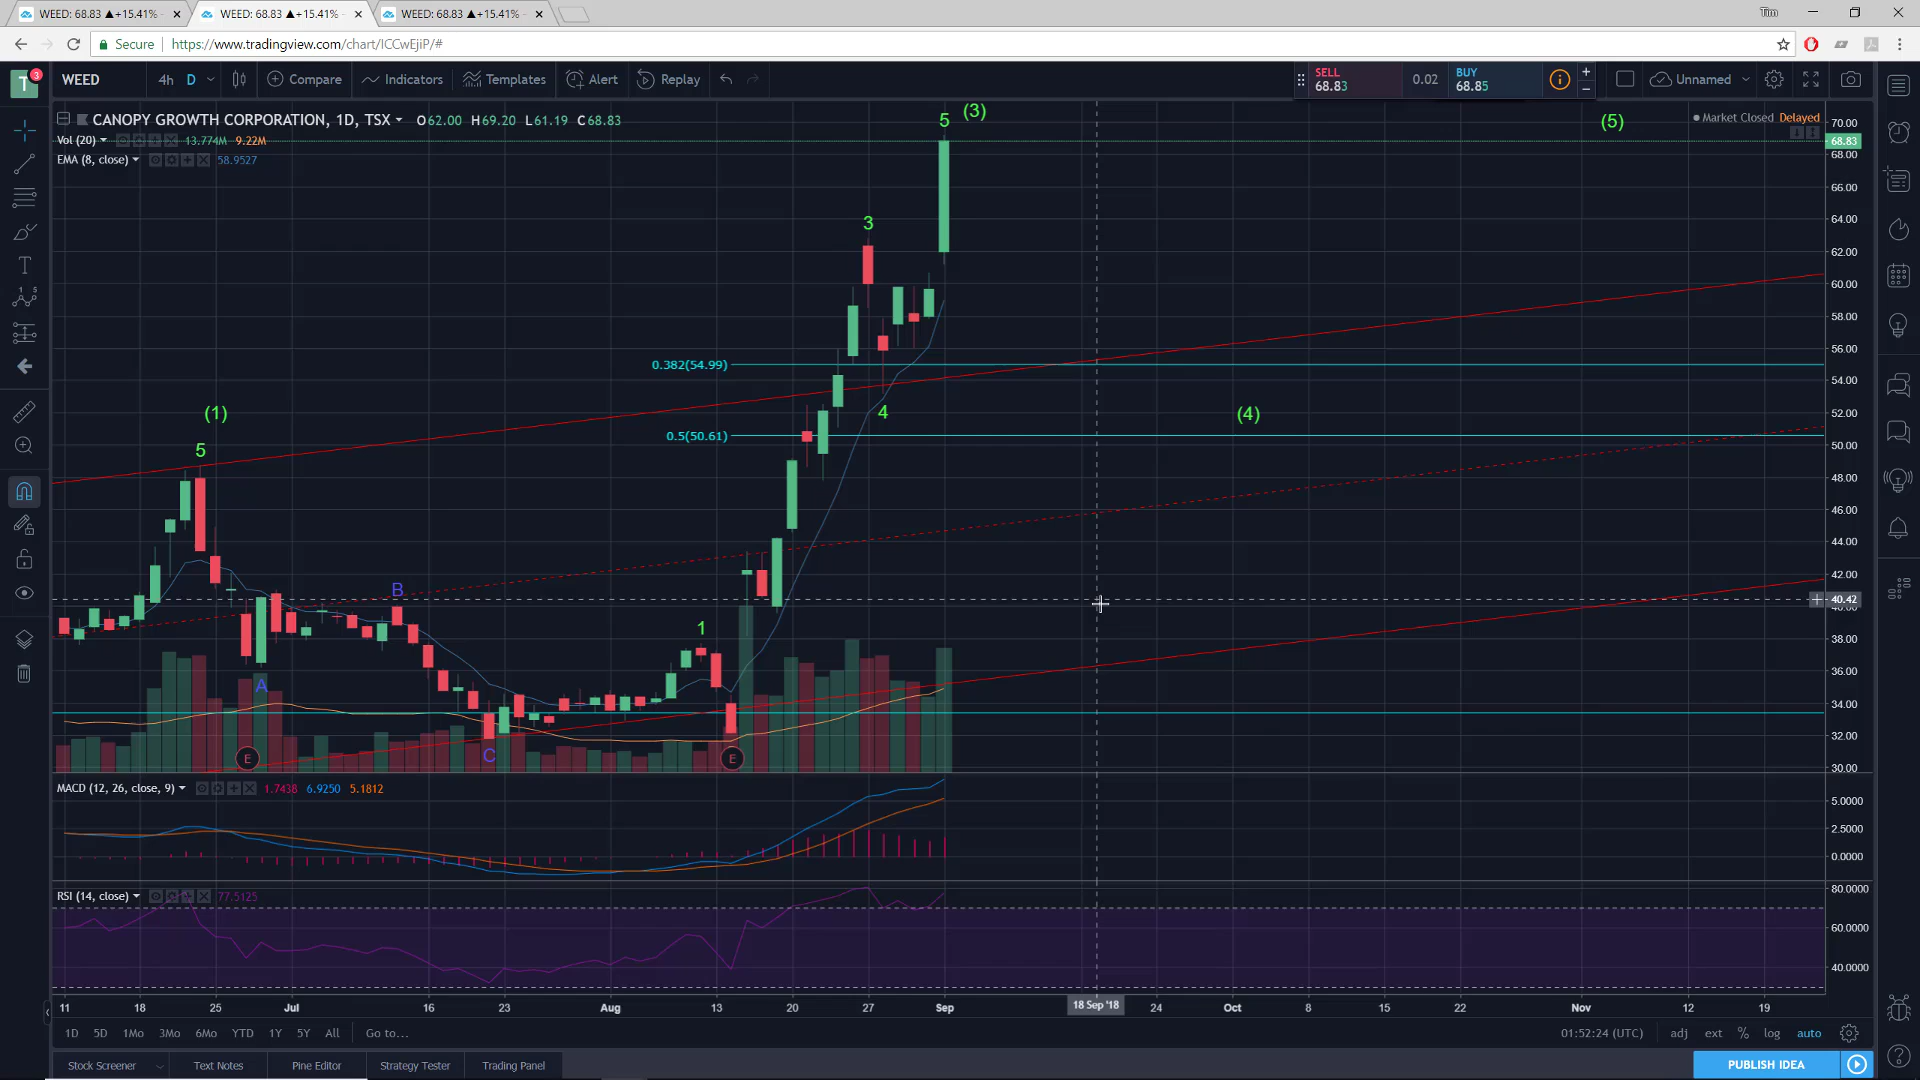 WEED: 68.83 ▲+15.41%
WEED: 68.83 ▲+15.41%
WEED: 68.83 ▲+15.41%
Tim
Secure https://www.tradingview.com/chart/ICCwEjiP/#
T 3 WEED 4h D Compare Indicators Templates Alert Replay
SELL 68.83 0.02 BUY 68.85
Unnamed
CANOPY GROWTH CORPORATION, 1D, TSX O62.00 H69.20 L61.19 C68.83
Market Closed Delayed
Vol (20) 13.774M 9.22M
EMA (8, close) 58.9527
5 (3) (5)
3
0.382(54.99)
(1) 4 (4)
0.5(50.61)
5
B
1
A
C
E E
70.00
68.83
68.00
66.00
64.00
62.00
60.00
58.00
56.00
54.00
52.00
50.00
48.00
46.00
44.00
42.00
40.42
38.00
36.00
34.00
32.00
30.00
MACD (12, 26, close, 9) 1.7438 6.9250 5.1812
5.0000
2.5000
0.0000
RSI (14, close) 77.5125
80.0000
60.0000
40.0000
11 18 25 Jul 16 23 Aug 13 20 27 Sep 18 Sep '18 24 Oct 8 15 22 Nov 12 19
1D 5D 1Mo 3Mo 6Mo YTD 1Y 5Y All Go to... 01:52:24 (UTC) adj ext % log auto
Stock Screener Text Notes Pine Editor Strategy Tester Trading Panel PUBLISH IDEA